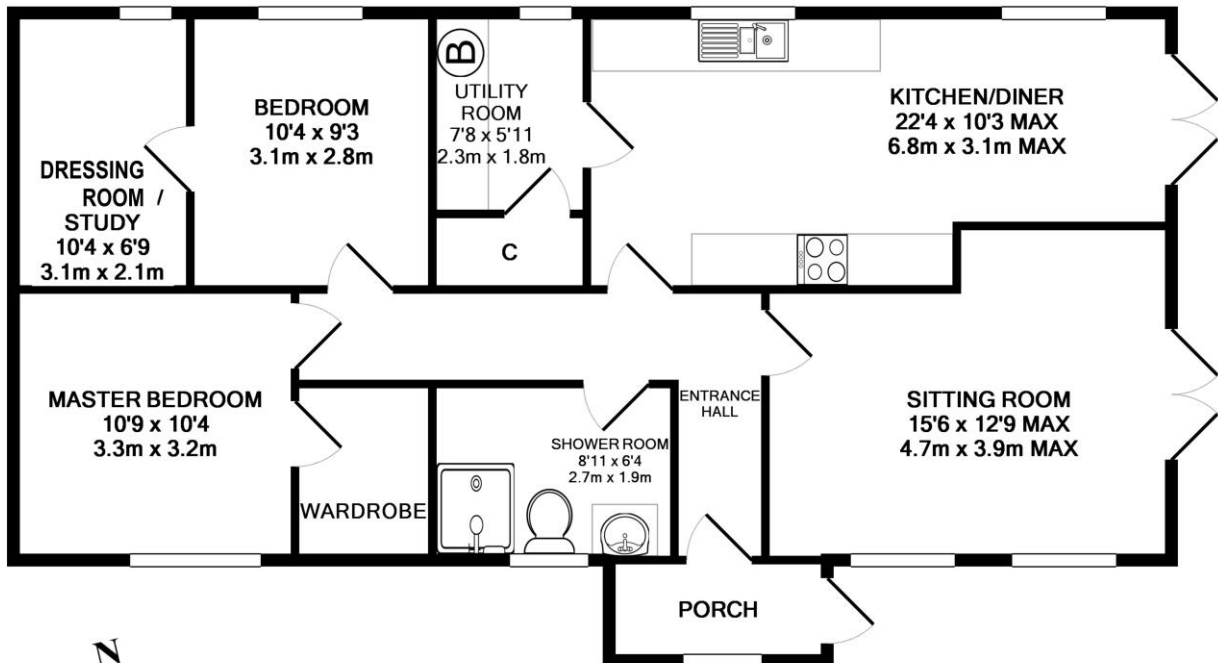 DRESSING
ROOM /
STUDY
10'4 x 6'9
3.1m x 2.1m
BEDROOM
10'4 x 9'3
3.1m x 2.8m
B
UTILITY
ROOM
7'8 x 5'11
2.3m x 1.8m
C
KITCHEN/DINER
22'4 x 10'3 MAX
6.8m x 3.1m MAX
MASTER BEDROOM
10'9 x 10'4
3.3m x 3.2m
WARDROBE
SHOWER ROOM
8'11 x 6'4
2.7m x 1.9m
ENTRANCE
HALL
SITTING ROOM
15'6 x 12'9 MAX
4.7m x 3.9m MAX
PORCH
N